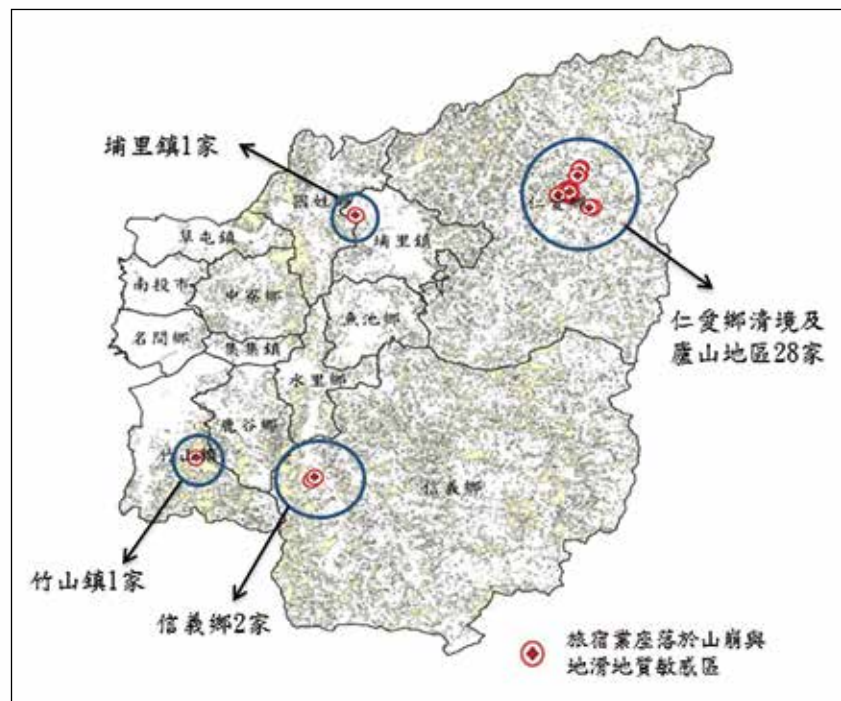 埔里鎮1家
國姓
仁愛鄉
草屯鎮
埔里鎮
南投市
中寮鄉
魚池鄉
仁愛鄉清境及
廬山地區28家
名間鄉
集集鎮
水里鄉
鹿谷鄉
竹山鎮
信義鄉
竹山鎮1家
信義鄉2家
旅宿業座落於山崩與
地滑地質敏感區